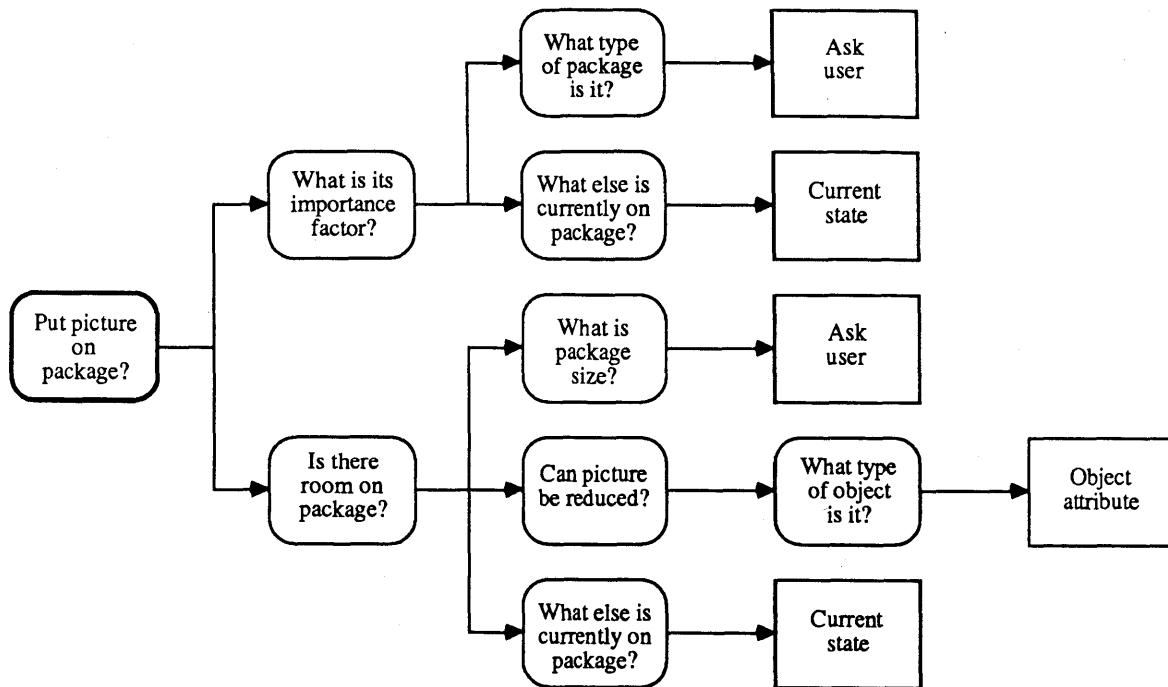 What type
of package
is it?
Ask
user
What is its
importance
factor?
What else is
currently on
package?
Current
state
Put picture
on
package?
What is
package
size?
Ask
user
Is there
room on
package?
Can picture
be reduced?
What type
of object
is it?
Object
attribute
What else is
currently on
package?
Current
state